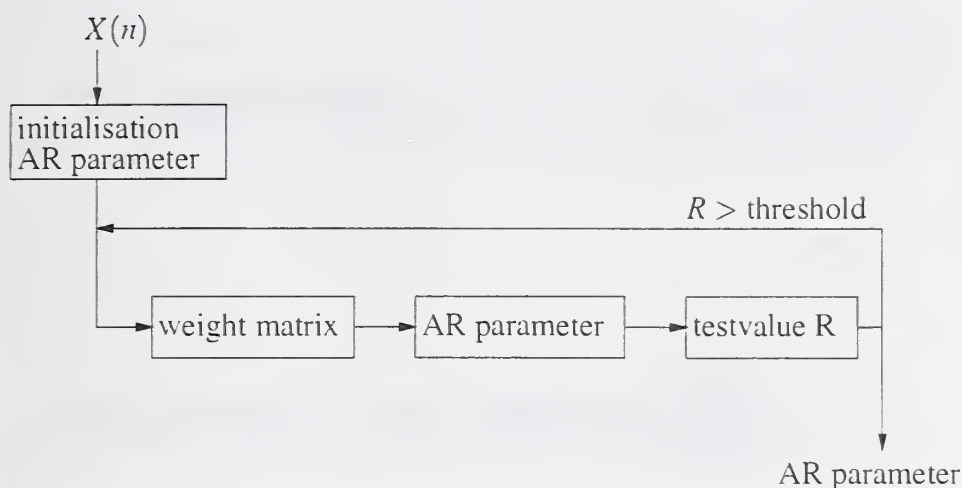 X(n)
initialisation
AR parameter
R > threshold
weight matrix
AR parameter
testvalue R
AR parameter